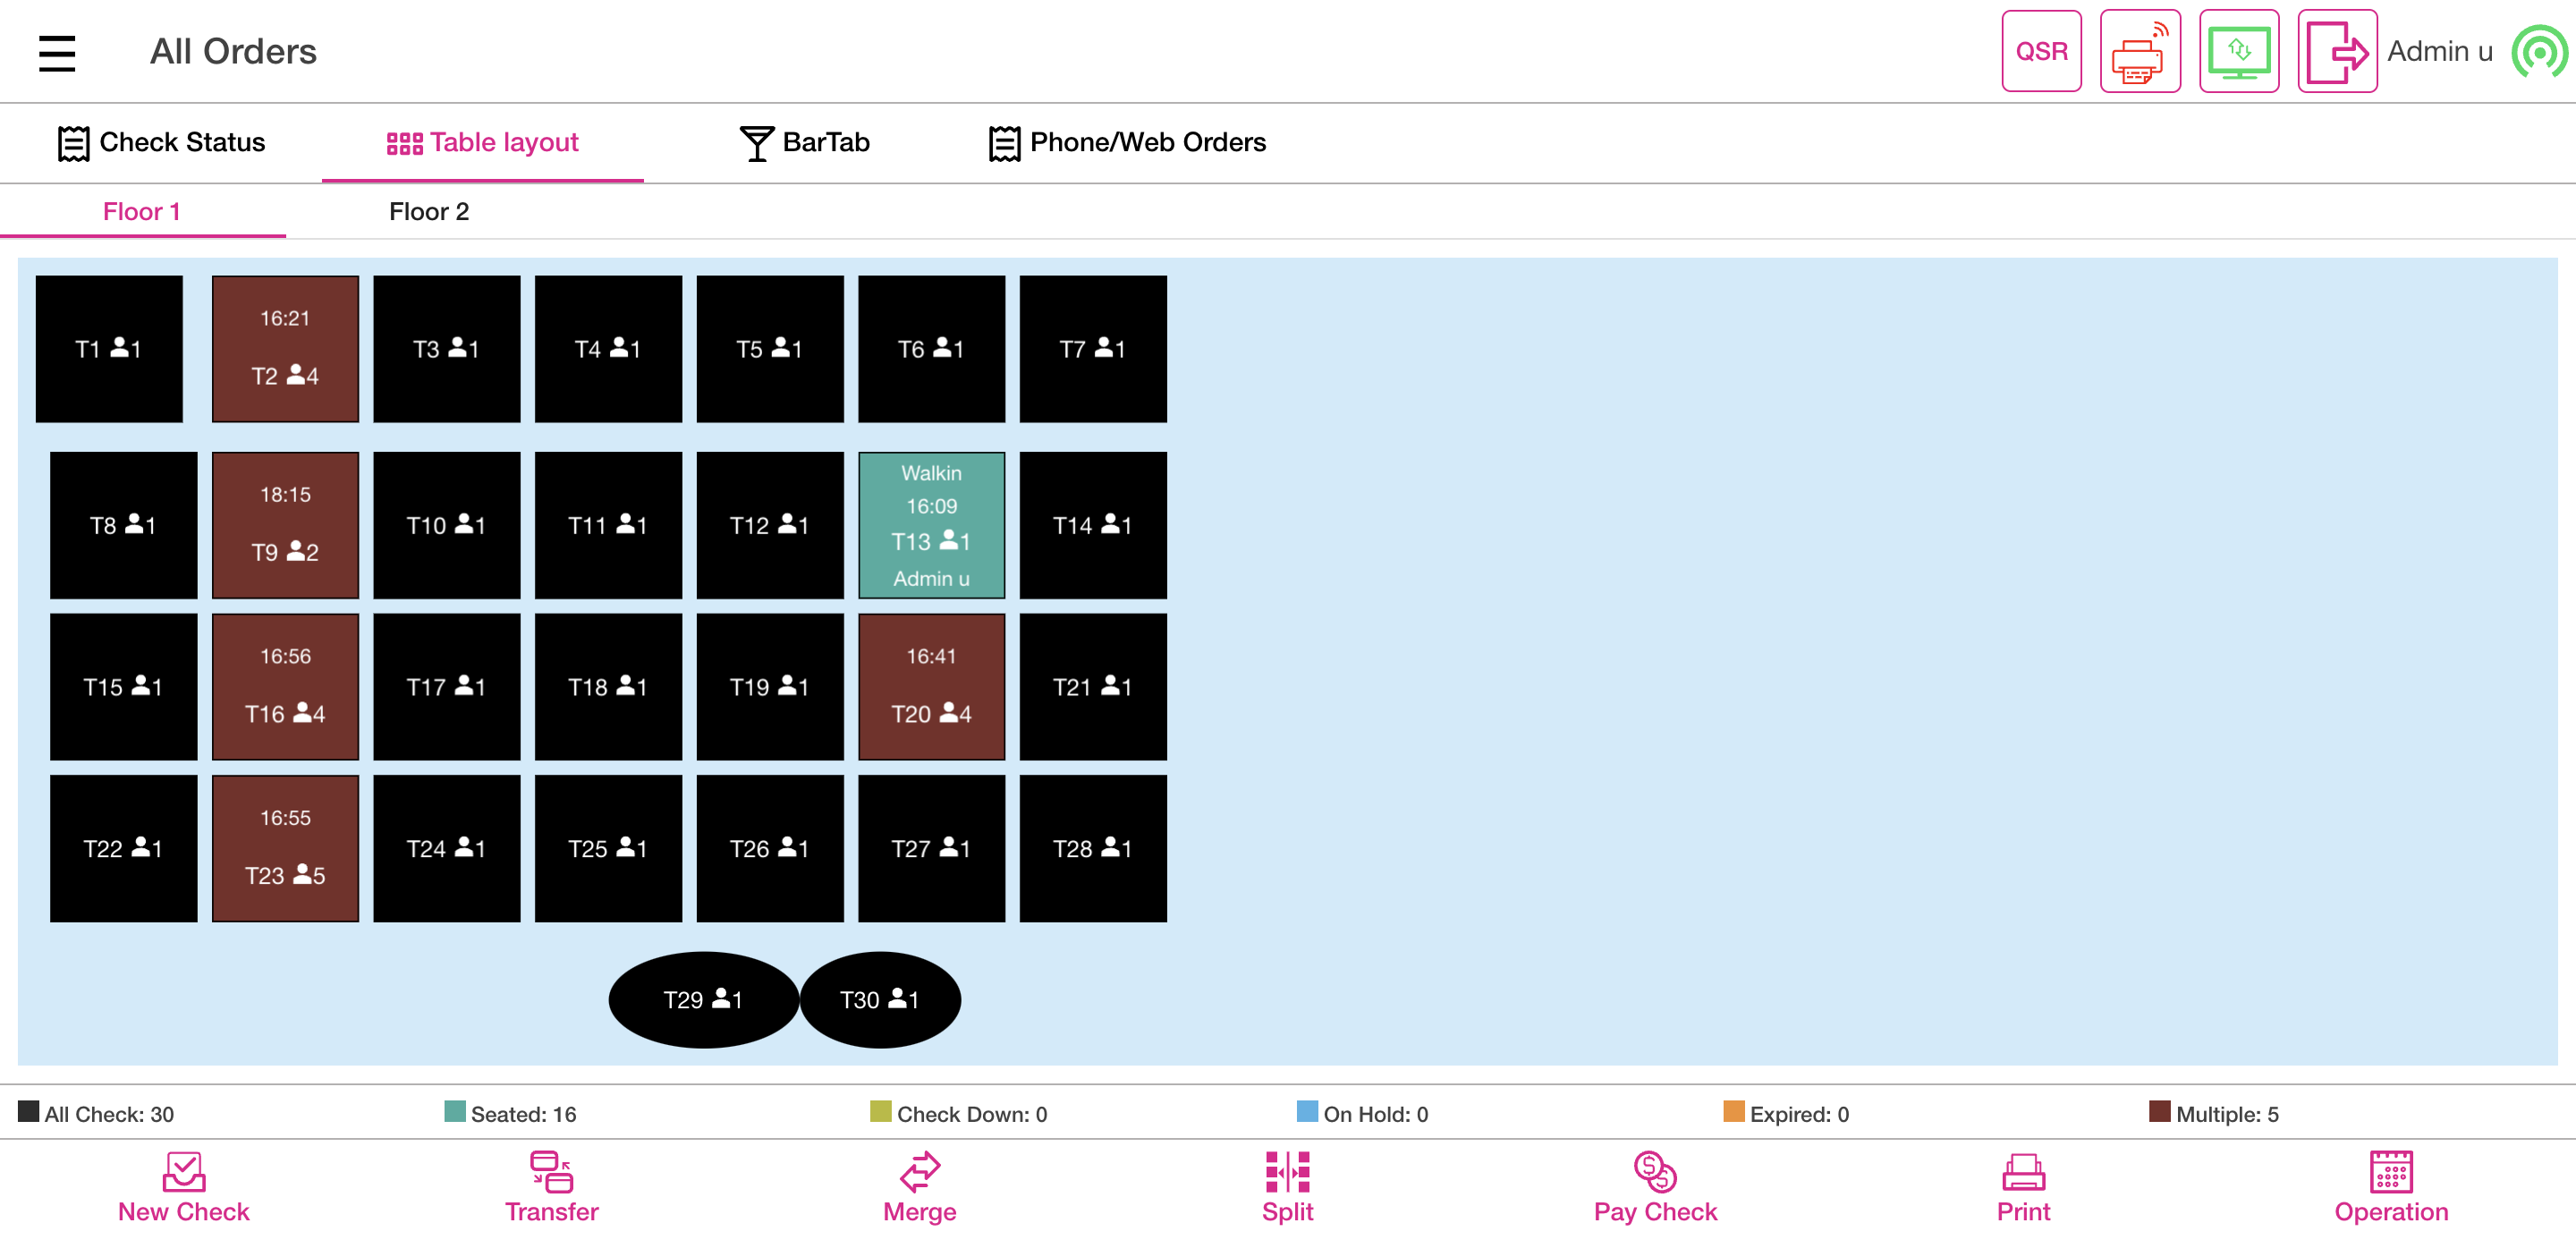 All Orders
QSR
Admin u
Check Status
Table layout
BarTab
Phone/Web Orders
Floor 1
Floor 2
T1 1
16:21
T2 4
T3 1
T4 1
T5 1
T6 1
T7 1
T8 1
18:15
T9 2
T10 1
T11 1
T12 1
Walkin
16:09
T13 1
Admin u
T14 1
T15 1
16:56
T16 4
T17 1
T18 1
T19 1
16:41
T20 4
T21 1
T22 1
16:55
T23 5
T24 1
T25 1
T26 1
T27 1
T28 1
T29 1
T30 1
All Check: 30
Seated: 16
Check Down: 0
On Hold: 0
Expired: 0
Multiple: 5
New Check
Transfer
Merge
Split
Pay Check
Print
Operation